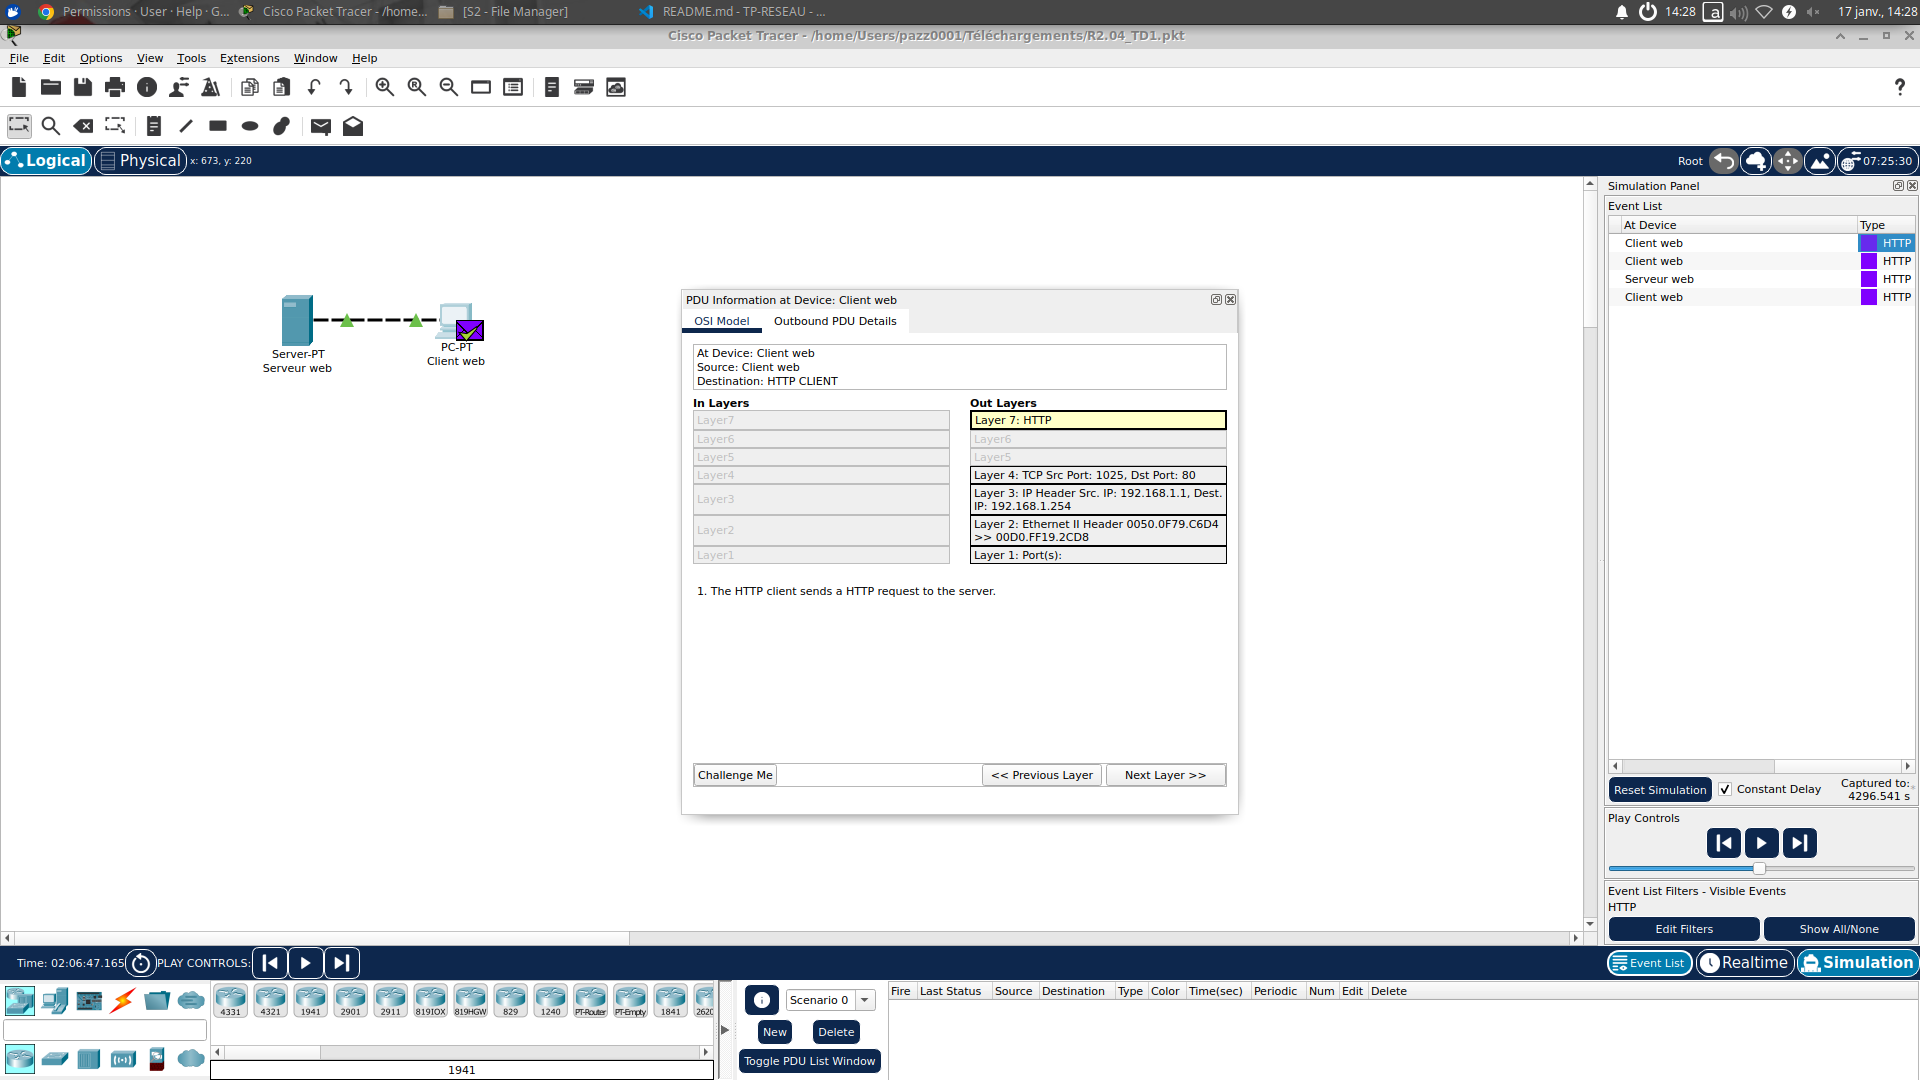 Permissions · User · Help · G...
Cisco Packet Tracer - /home...
[S2 - File Manager]
README.md - TP-RESEAU - ...
14:28
a
17 janv., 14:28
Cisco Packet Tracer - /home/Users/pazz0001/Téléchargements/R2.04_TD1.pkt
File Edit Options View Tools Extensions Window Help
?
Logical
Physical
x: 673, y: 220
Root
07:25:30
Server-PT
Serveur web
PC-PT
Client web
PDU Information at Device: Client web
OSI Model
Outbound PDU Details
At Device: Client web
Source: Client web
Destination: HTTP CLIENT
In Layers
Layer7
Layer6
Layer5
Layer4
Layer3
Layer2
Layer1
Out Layers
Layer 7: HTTP
Layer6
Layer5
Layer 4: TCP Src Port: 1025, Dst Port: 80
Layer 3: IP Header Src. IP: 192.168.1.1, Dest.
IP: 192.168.1.254
Layer 2: Ethernet II Header 0050.0F79.C6D4
>> 00D0.FF19.2CD8
Layer 1: Port(s):
1. The HTTP client sends a HTTP request to the server.
Challenge Me
<< Previous Layer
Next Layer >>
Simulation Panel
Event List
At Device Type
Client web HTTP
Client web HTTP
Serveur web HTTP
Client web HTTP
Reset Simulation
Constant Delay
Captured to:
4296.541 s
Play Controls
Event List Filters - Visible Events
HTTP
Edit Filters
Show All/None
Time: 02:06:47.165
PLAY CONTROLS:
Event List
Realtime
Simulation
4331 4321 1941 2901 2911 819IOX 819HGW 829 1240 PT-Router PT-Empty 1841 2620
1941
Scenario 0
New
Delete
Toggle PDU List Window
Fire Last Status Source Destination Type Color Time(sec) Periodic Num Edit Delete